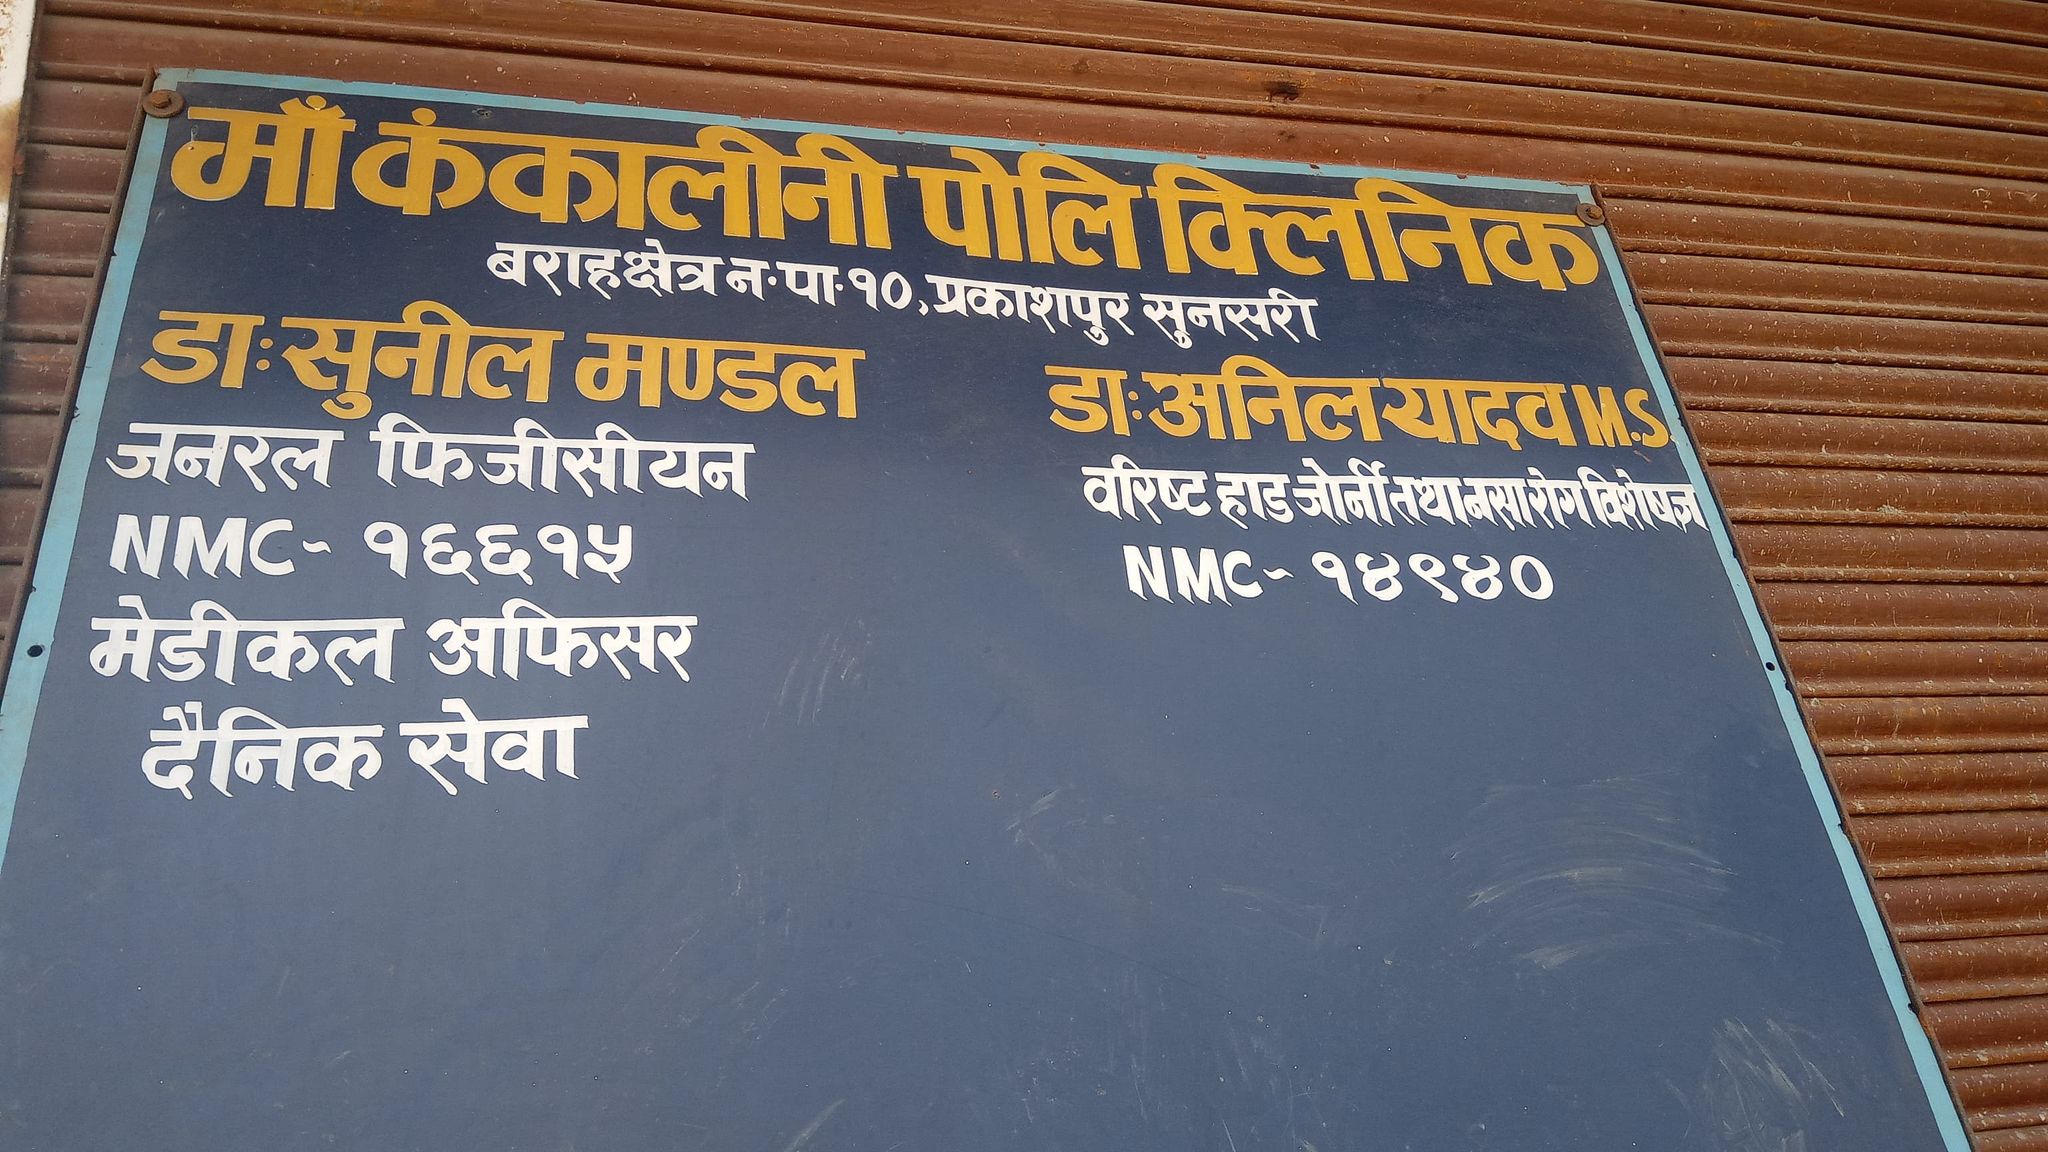 माँ कंकालीनी पोलि क्लिनिक
बराहक्षेत्र न.पा.१०, प्रकाशपुर सुनसरी
डा: सुनील मण्डल
जनरल फिजीसीयन
NMC- १६६१५
मेडीकल अफिसर
दैनिक सेवा
डा: अनिल यादव M.S.
वरिष्ट हाड जोर्नी तथा नसा रोग विशेषज्ञ
NMC- १४९४०